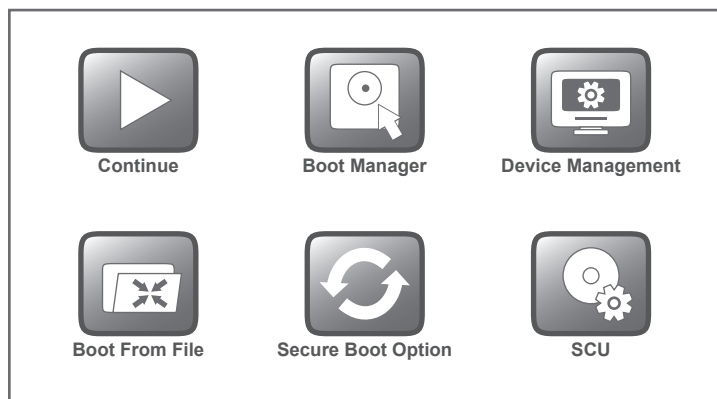 Continue
Boot Manager
Device Management
Boot From File
Secure Boot Option
SCU